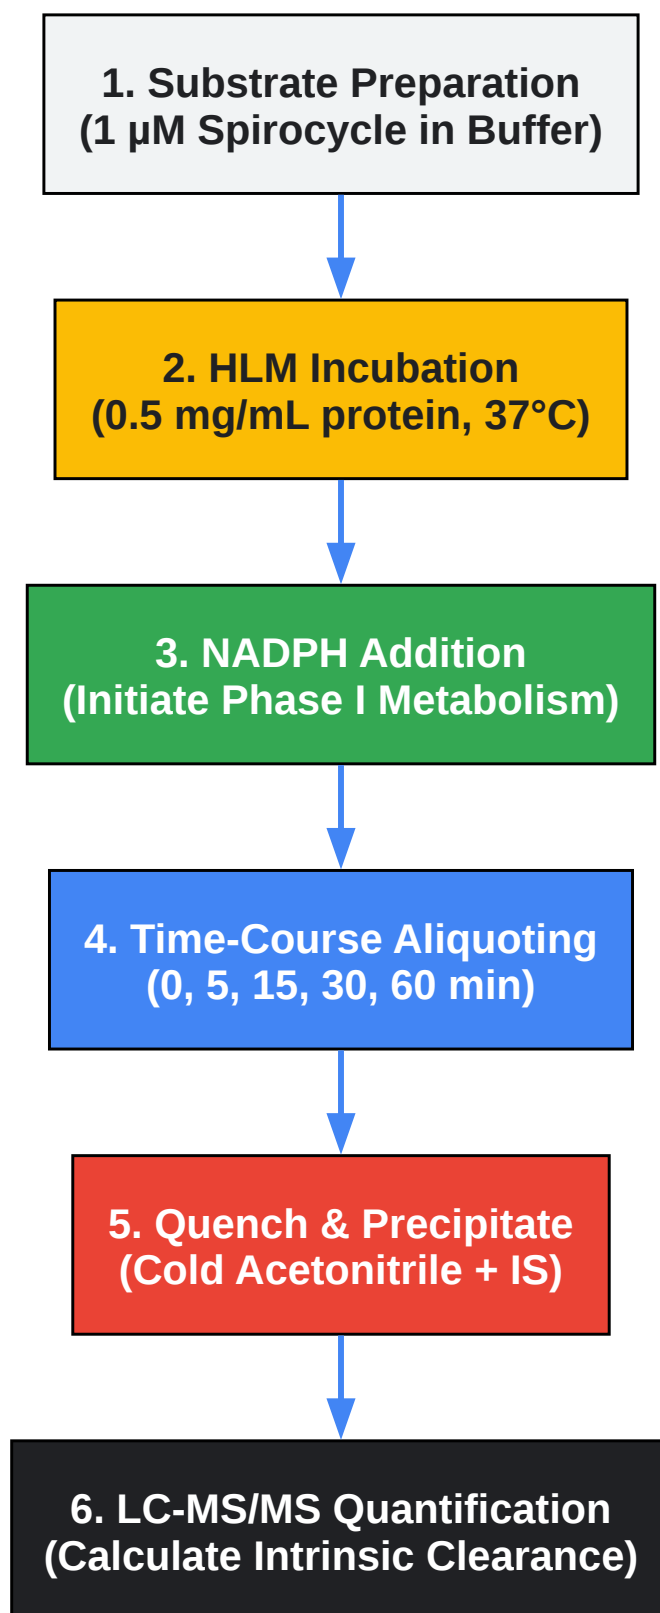 1. Substrate Preparation
(1 µM Spirocycle in Buffer)
2. HLM Incubation
(0.5 mg/mL protein, 37°C)
3. NADPH Addition
(Initiate Phase I Metabolism)
4. Time-Course Aliquoting
(0, 5, 15, 30, 60 min)
5. Quench & Precipitate
(Cold Acetonitrile + IS)
6. LC-MS/MS Quantification
(Calculate Intrinsic Clearance)